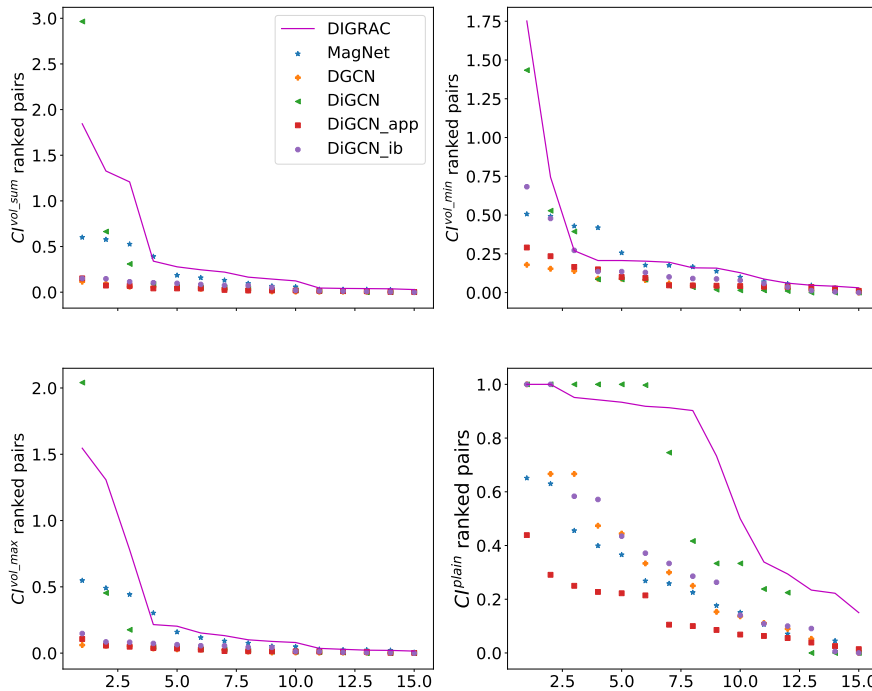 3.0
2.5
2.0
1.5
1.0
0.5
0.0
CI^vol_sum ranked pairs
DIGRAC
MagNet
DGCN
DiGCN
DiGCN_app
DiGCN_ib
1.75
1.50
1.25
1.00
0.75
0.50
0.25
0.00
CI^vol_min ranked pairs
2.0
1.5
1.0
0.5
0.0
CI^vol_max ranked pairs
2.5 5.0 7.5 10.0 12.5 15.0
1.0
0.8
0.6
0.4
0.2
0.0
CI^plain ranked pairs
2.5 5.0 7.5 10.0 12.5 15.0